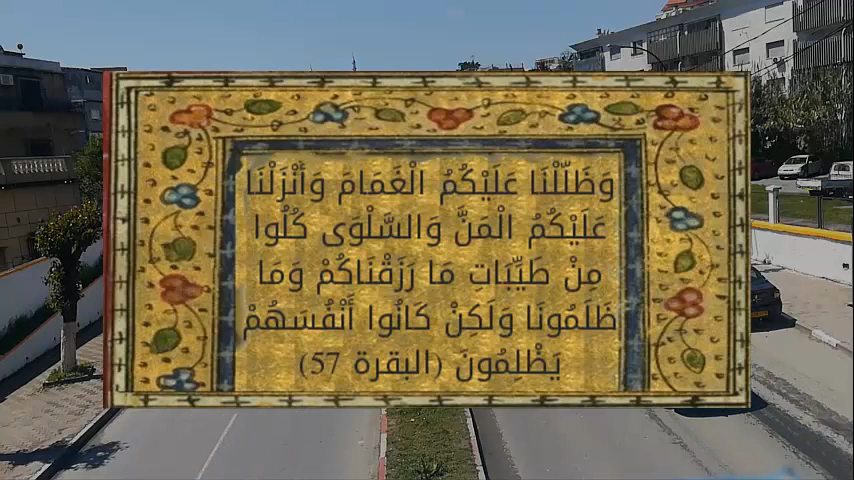 وَظَلَّلْنَا عَلَيْكُمُ الْغَمَامَ وَأَنْزَلْنَا
عَلَيْكُمُ الْمَنَّ وَالسَّلْوَى كُلُوا
مِنْ طَيِّبَاتِ مَا رَزَقْنَاكُمْ وَمَا
ظَلَمُونَا وَلَكِنْ كَانُوا أَنْفُسَهُمْ
يَظْلِمُونَ (البقرة 57)